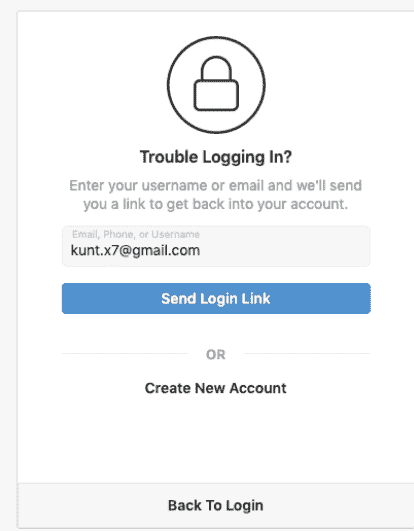 Trouble Logging In?
Enter your username or email and we'll send
you a link to get back into your account.
Email, Phone, or Username
kunt.x7@gmail.com
Send Login Link
OR
Create New Account
Back To Login